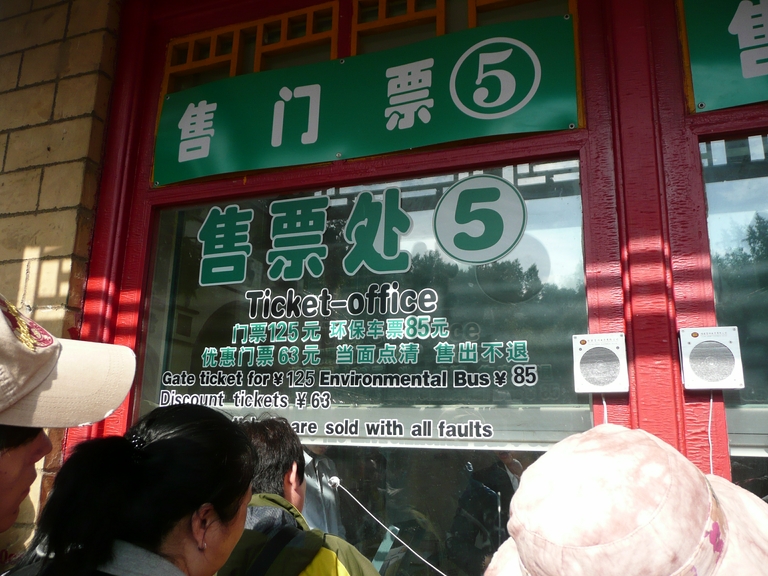 售门票⑤
售
售票处 5
Ticket-office
门票125元 环保车票85元
优惠门票63元 当面点清 售出不退
Gate ticket for ¥125 Environmental Bus ¥85
Discount tickets ¥63
are sold with all faults